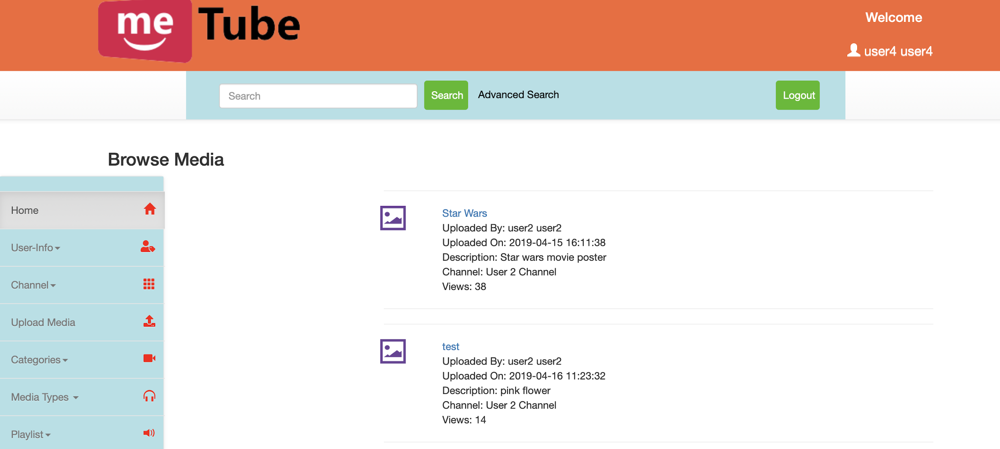 me Tube
Welcome
user4 user4
Search
Search
Advanced Search
Logout
Browse Media
Home
User-Info
Channel
Upload Media
Categories
Media Types
Playlist
Star Wars
Uploaded By: user2 user2
Uploaded On: 2019-04-15 16:11:38
Description: Star wars movie poster
Channel: User 2 Channel
Views: 38
test
Uploaded By: user2 user2
Uploaded On: 2019-04-16 11:23:32
Description: pink flower
Channel: User 2 Channel
Views: 14